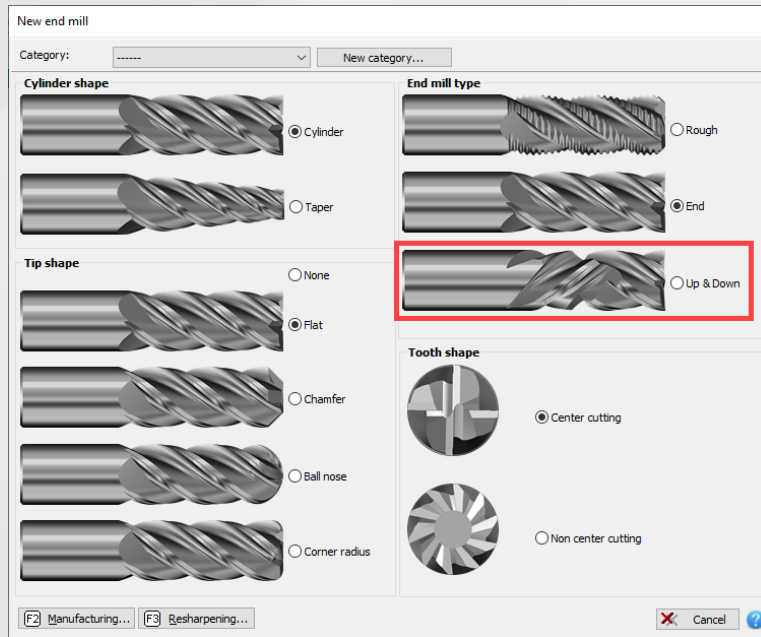 New end mill
Category:
------
New category...
Cylinder shape
Cylinder
Taper
Tip shape
None
Flat
Chamfer
Ball nose
Corner radius
End mill type
Rough
End
Up & Down
Tooth shape
Center cutting
Non center cutting
F2 Manufacturing...
F3 Resharpening...
Cancel
?